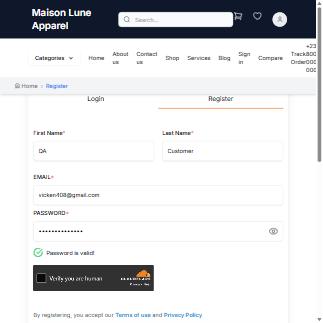 Maison Lune
Apparel
Search...
Categories
Home
About
us
Contact
us
Shop
Services
Blog
Sign
in
Compare
Track
Order
Home > Register
Login
Register
First Name*
Last Name*
QA
Customer
EMAIL*
vicken408@gmail.com
PASSWORD*
Password is valid!
Verify you are human
By registering, you accept our Terms of use and Privacy Policy